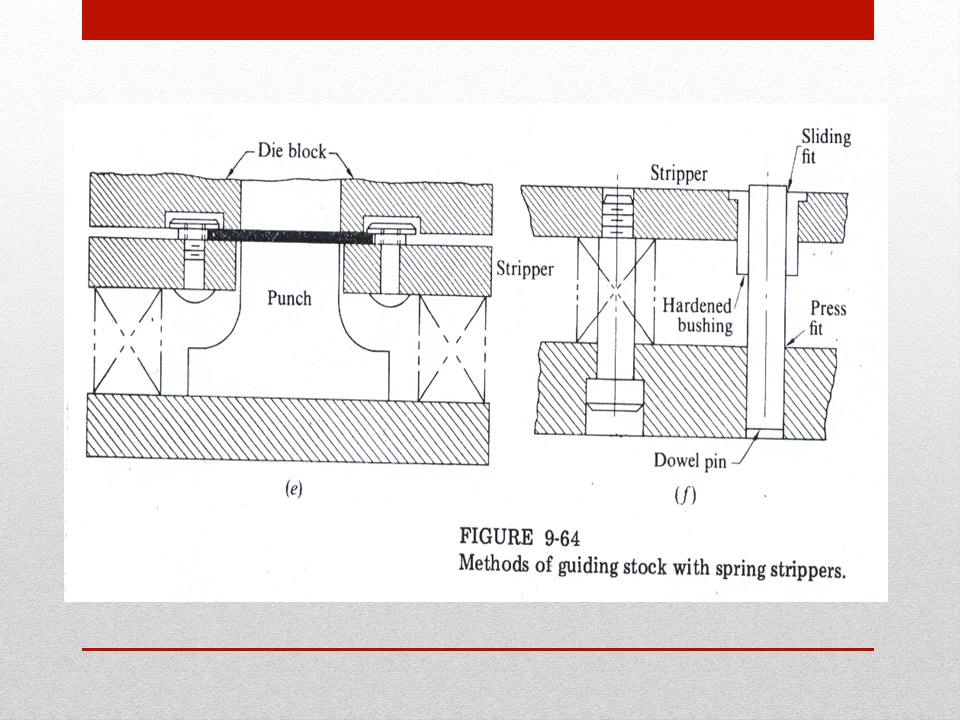 Die block
Stripper
Punch
(e)
Sliding
fit
Stripper
Hardened
bushing
Press
fit
Dowel pin
(f)
FIGURE 9-64
Methods of guiding stock with spring strippers.